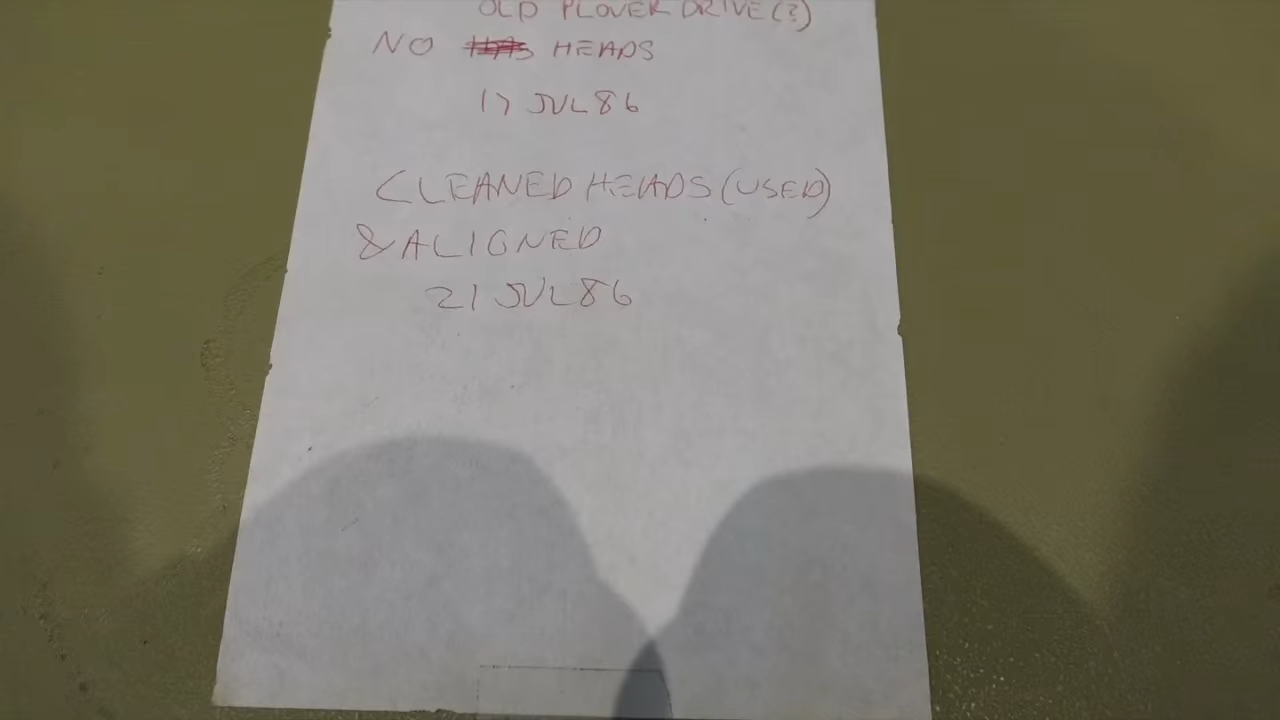 OLD PLOVER DRIVE(?)
NO HEADS
17 JUL 86
CLEANED HEADS (USED)
& ALIGNED
21 JUL 86